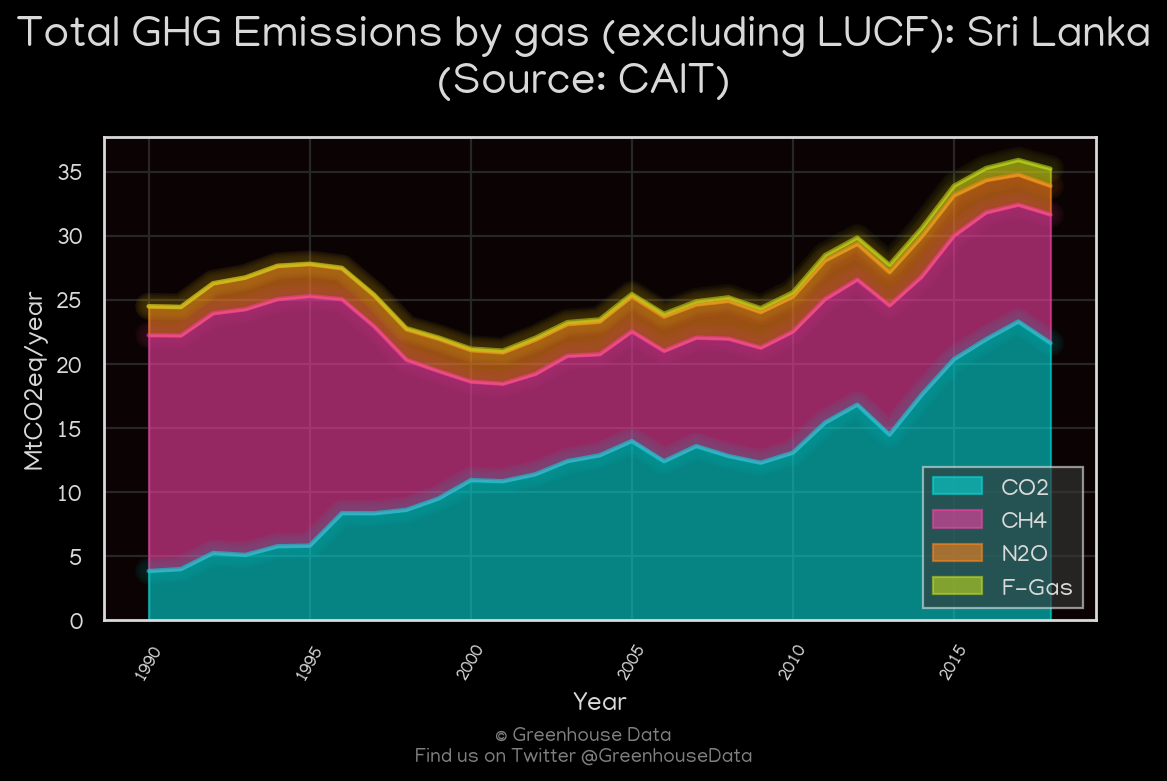 Total GHG Emissions by gas (excluding LUCF): Sri Lanka
(Source: CAIT)
MtCO2eq/year
35
30
25
20
15
10
5
0
CO2
CH4
N2O
F-Gas
1990
1995
2000
2005
2010
2015
Year
© Greenhouse Data
Find us on Twitter @GreenhouseData